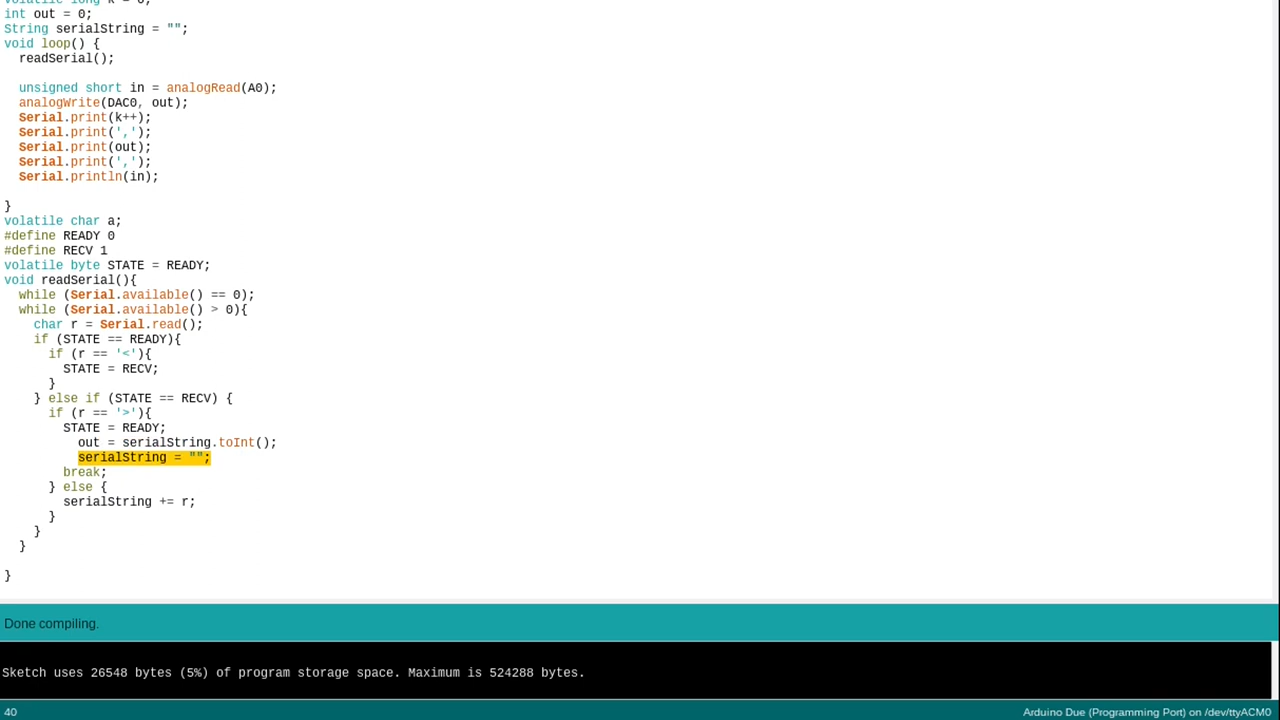 volatile long k = 0;
int out = 0;
String serialString = "";
void loop() {
  readSerial();

  unsigned short in = analogRead(A0);
  analogWrite(DAC0, out);
  Serial.print(k++);
  Serial.print(',');
  Serial.print(out);
  Serial.print(',');
  Serial.println(in);

}
volatile char a;
#define READY 0
#define RECV 1
volatile byte STATE = READY;
void readSerial(){
  while (Serial.available() == 0);
  while (Serial.available() > 0){
    char r = Serial.read();
    if (STATE == READY){
      if (r == '<'){
        STATE = RECV;
      }
    } else if (STATE == RECV) {
      if (r == '>'){
        STATE = READY;
          out = serialString.toInt();
          serialString = "";
        break;
      } else {
        serialString += r;
      }
    }
  }

}
Done compiling.
Sketch uses 26548 bytes (5%) of program storage space. Maximum is 524288 bytes.
40
Arduino Due (Programming Port) on /dev/ttyACM0